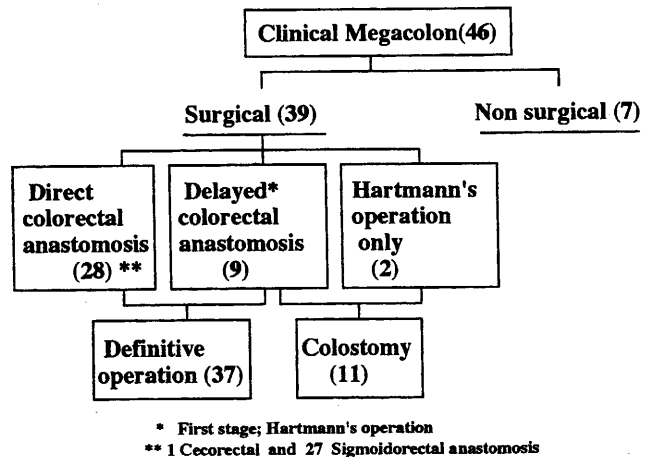 Clinical Megacolon(46)
Surgical (39)
Non surgical (7)
Direct
colorectal
anastomosis
(28) **
Delayed*
colorectal
anastomosis
(9)
Hartmann's
operation
only
(2)
Definitive
operation (37)
Colostomy
(11)
* First stage; Hartmann's operation
** 1 Cecorectal and 27 Sigmoidorectal anastomosis